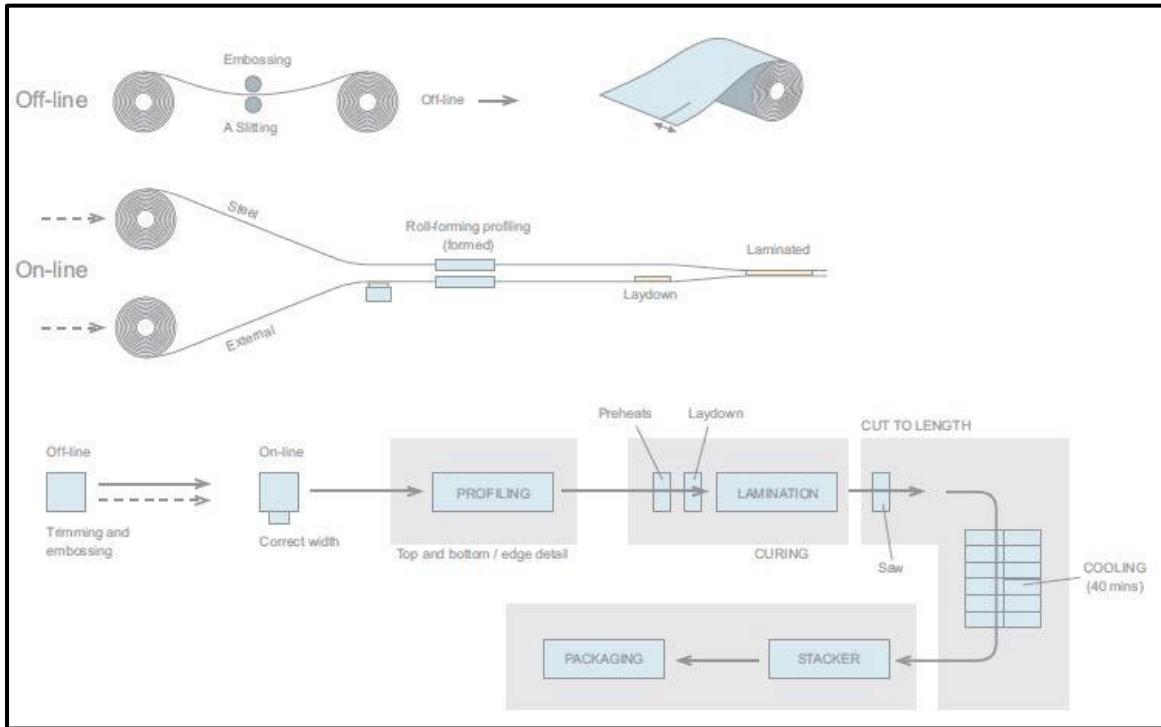 Embossing
Off-line
Off-line
A Slitting
Steel
Roll-forming profiling
(formed)
Laminated
On-line
Laydown
External
Preheats
Laydown
CUT TO LENGTH
Off-line
On-line
PROFILING
LAMINATION
Trimming and
embossing
Correct width
Top and bottom / edge detail
CURING
Saw
COOLING
(40 mins)
PACKAGING
STACKER